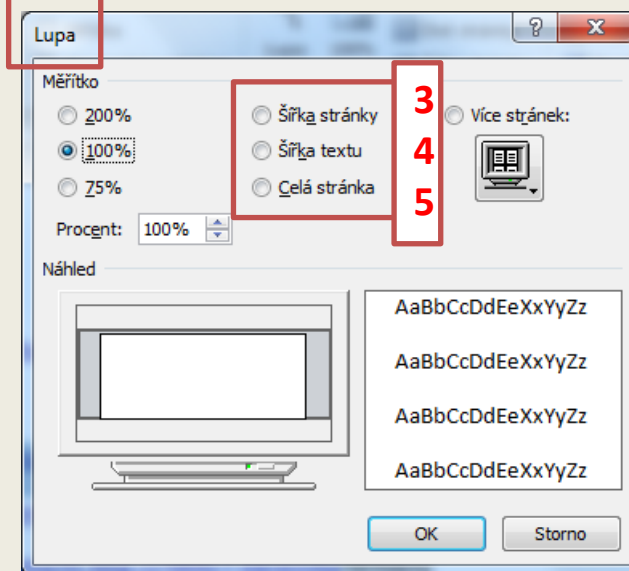 Lupa
?
x
Měřítko
200% Šířka stránky 3 Více stránek:
100% Šířka textu 4
75% Celá stránka 5
Procent: 100%
Náhled
AaBbCcDdEeXxYyZz
AaBbCcDdEeXxYyZz
AaBbCcDdEeXxYyZz
AaBbCcDdEeXxYyZz
OK Storno